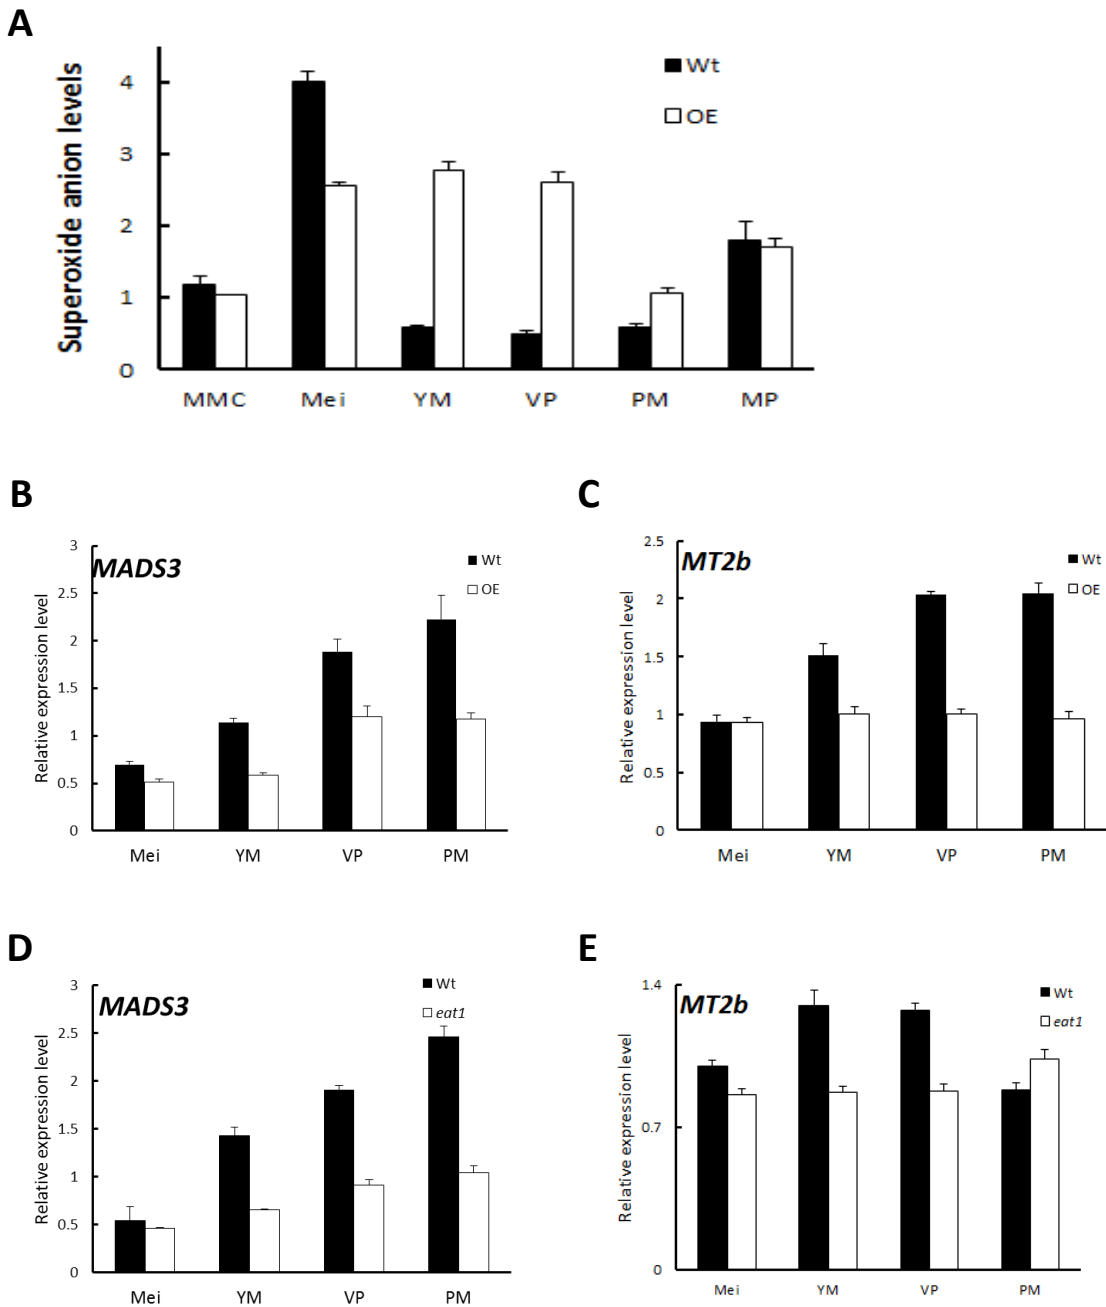 A
Superoxide anion levels
4
3
2
1
0
Wt
OE
MMC Mei YM VP PM MP
B
MADS3
Relative expression level
3
2.5
2
1.5
1
0.5
0
Wt
OE
Mei YM VP PM
C
MT2b
Relative expression level
2.5
2
1.5
1
0.5
0
Wt
OE
Mei YM VP PM
D
MADS3
Relative expression level
3
2.5
2
1.5
1
0.5
0
Wt
eat1
Mei YM VP PM
E
MT2b
Relative expression level
1.4
0.7
0
Wt
eat1
Mei YM VP PM